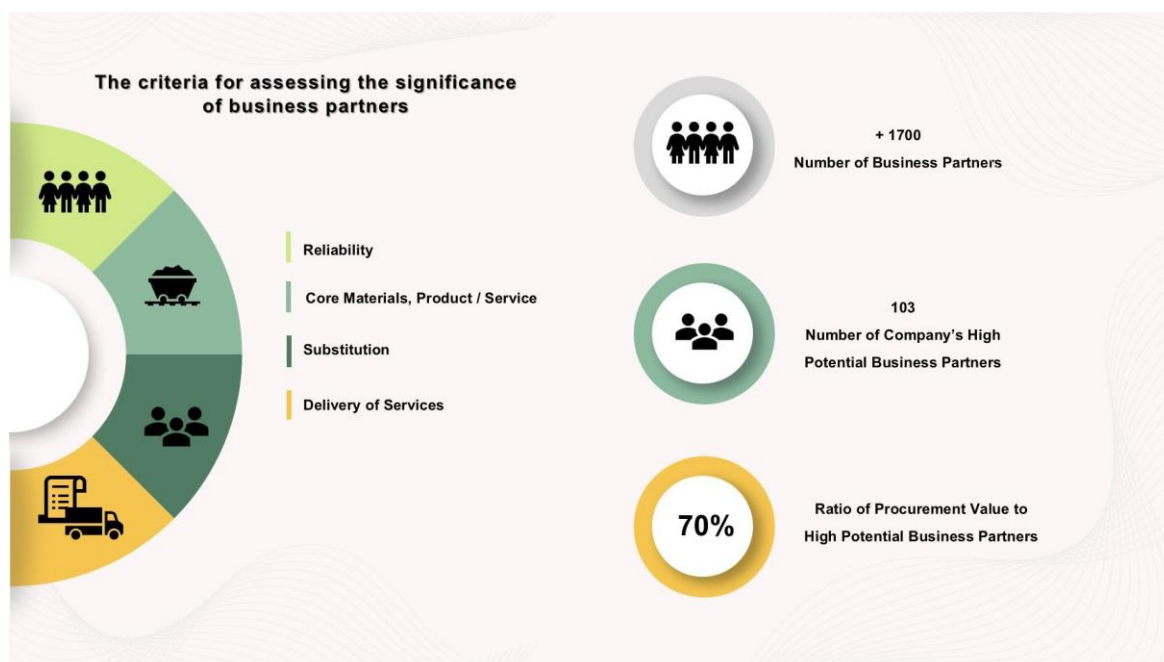 The criteria for assessing the significance
of business partners
Reliability
Core Materials, Product / Service
Substitution
Delivery of Services
+ 1700
Number of Business Partners
103
Number of Company's High
Potential Business Partners
70%
Ratio of Procurement Value to
High Potential Business Partners